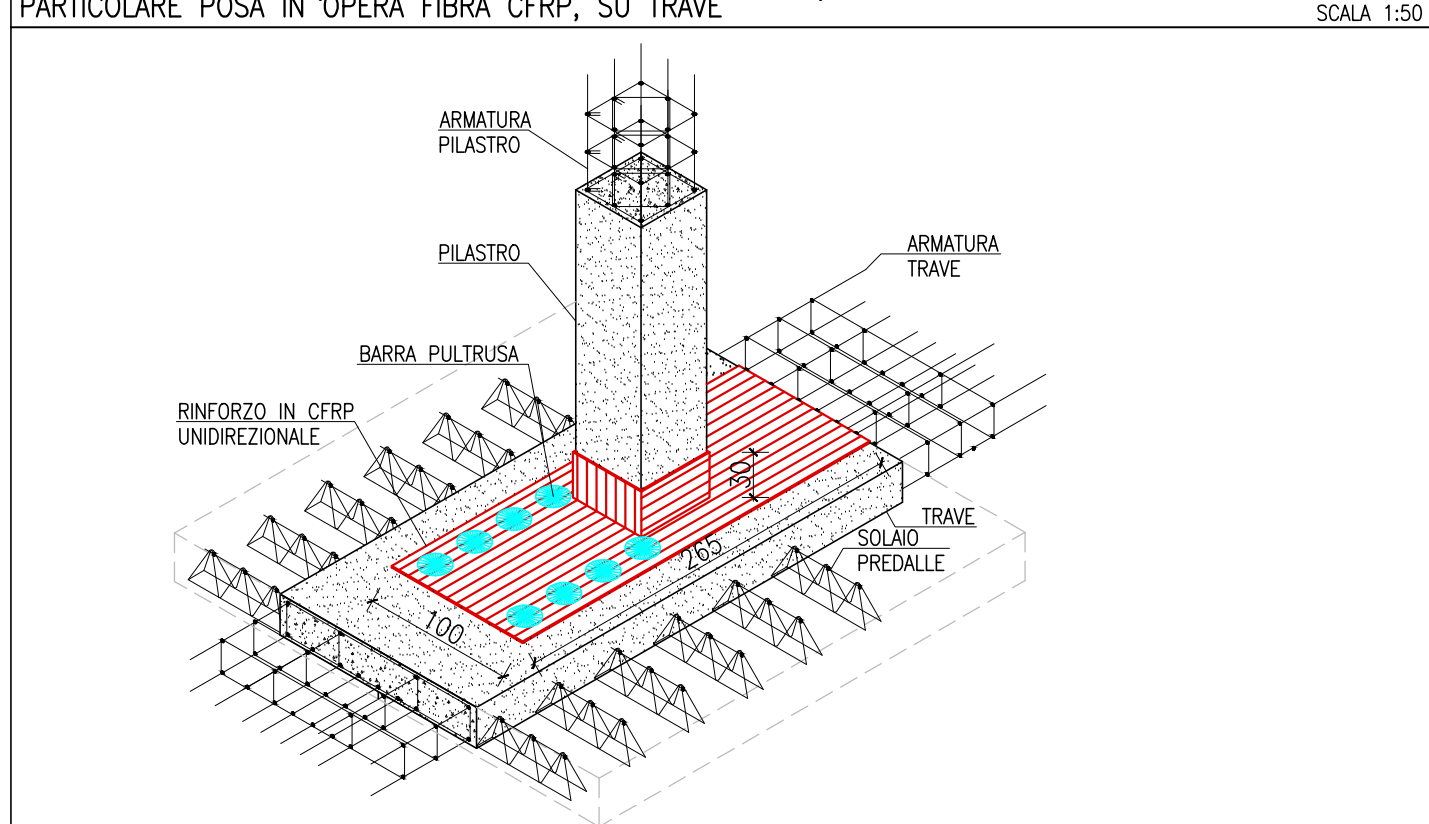 PARTICOLARE POSA IN OPERA FIBRA CFRP, SU TRAVE
SCALA 1:50
ARMATURA
PILASTRO
PILASTRO
ARMATURA
TRAVE
BARRA PULTRUSA
RINFORZO IN CFRP
UNIDIREZIONALE
30
TRAVE
SOLAIO
PREDALLE
265
100